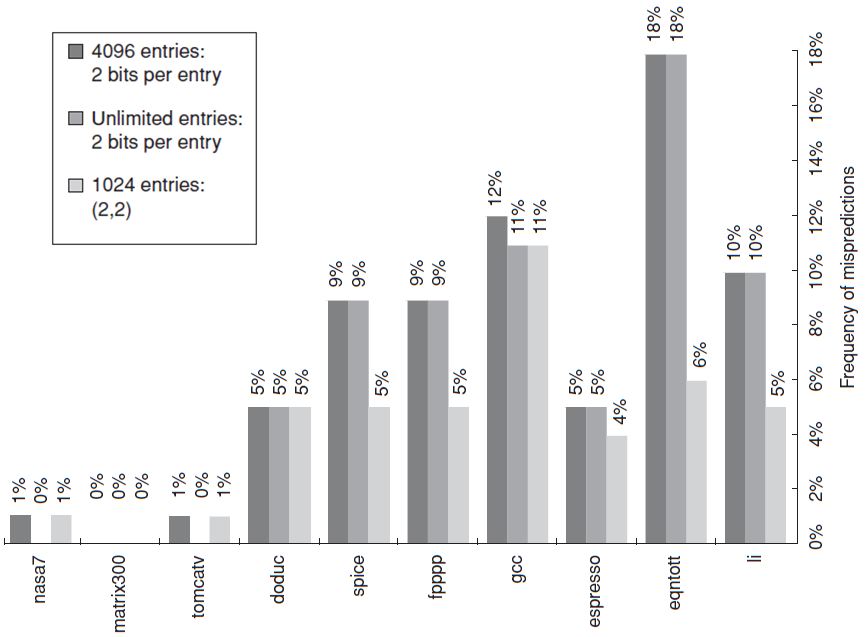 4096 entries:
2 bits per entry
Unlimited entries:
2 bits per entry
1024 entries:
(2,2)
1% 0% 1%
0% 0% 0%
1% 0% 1%
5% 5% 5%
9% 9% 5%
9% 9% 5%
12% 11% 11%
5% 5% 4%
18% 18% 6%
10% 10% 5%
nasa7
matrix300
tomcatv
doduc
spice
fpppp
gcc
espresso
eqntott
li
18%
16%
14%
12%
10%
8%
6%
4%
2%
0%
Frequency of mispredictions